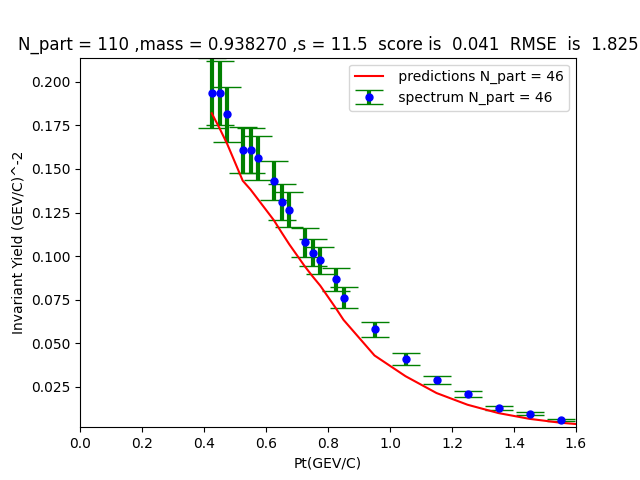 N_part = 110 ,mass = 0.938270 ,s = 11.5  score is  0.041  RMSE  is  1.825
predictions N_part = 46
spectrum N_part = 46
Invariant Yield (GEV/C)^-2
0.200
0.175
0.150
0.125
0.100
0.075
0.050
0.025
0.0 0.2 0.4 0.6 0.8 1.0 1.2 1.4 1.6
Pt(GEV/C)